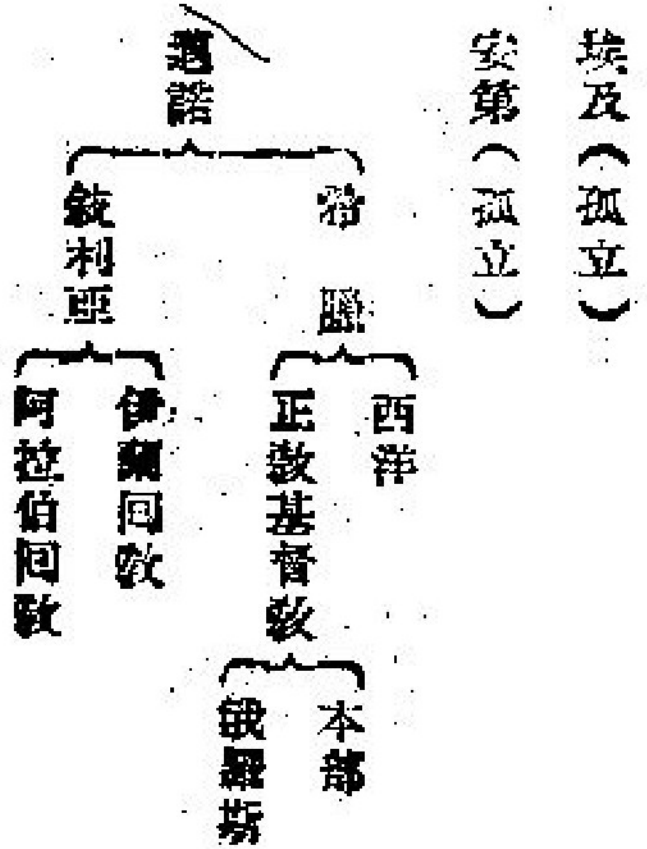 埃及（孤立）
安第（孤立）
邁諾
希臘
西洋
正教基督教
本部
俄羅斯
敍利亞
伊蘭回教
阿拉伯回教